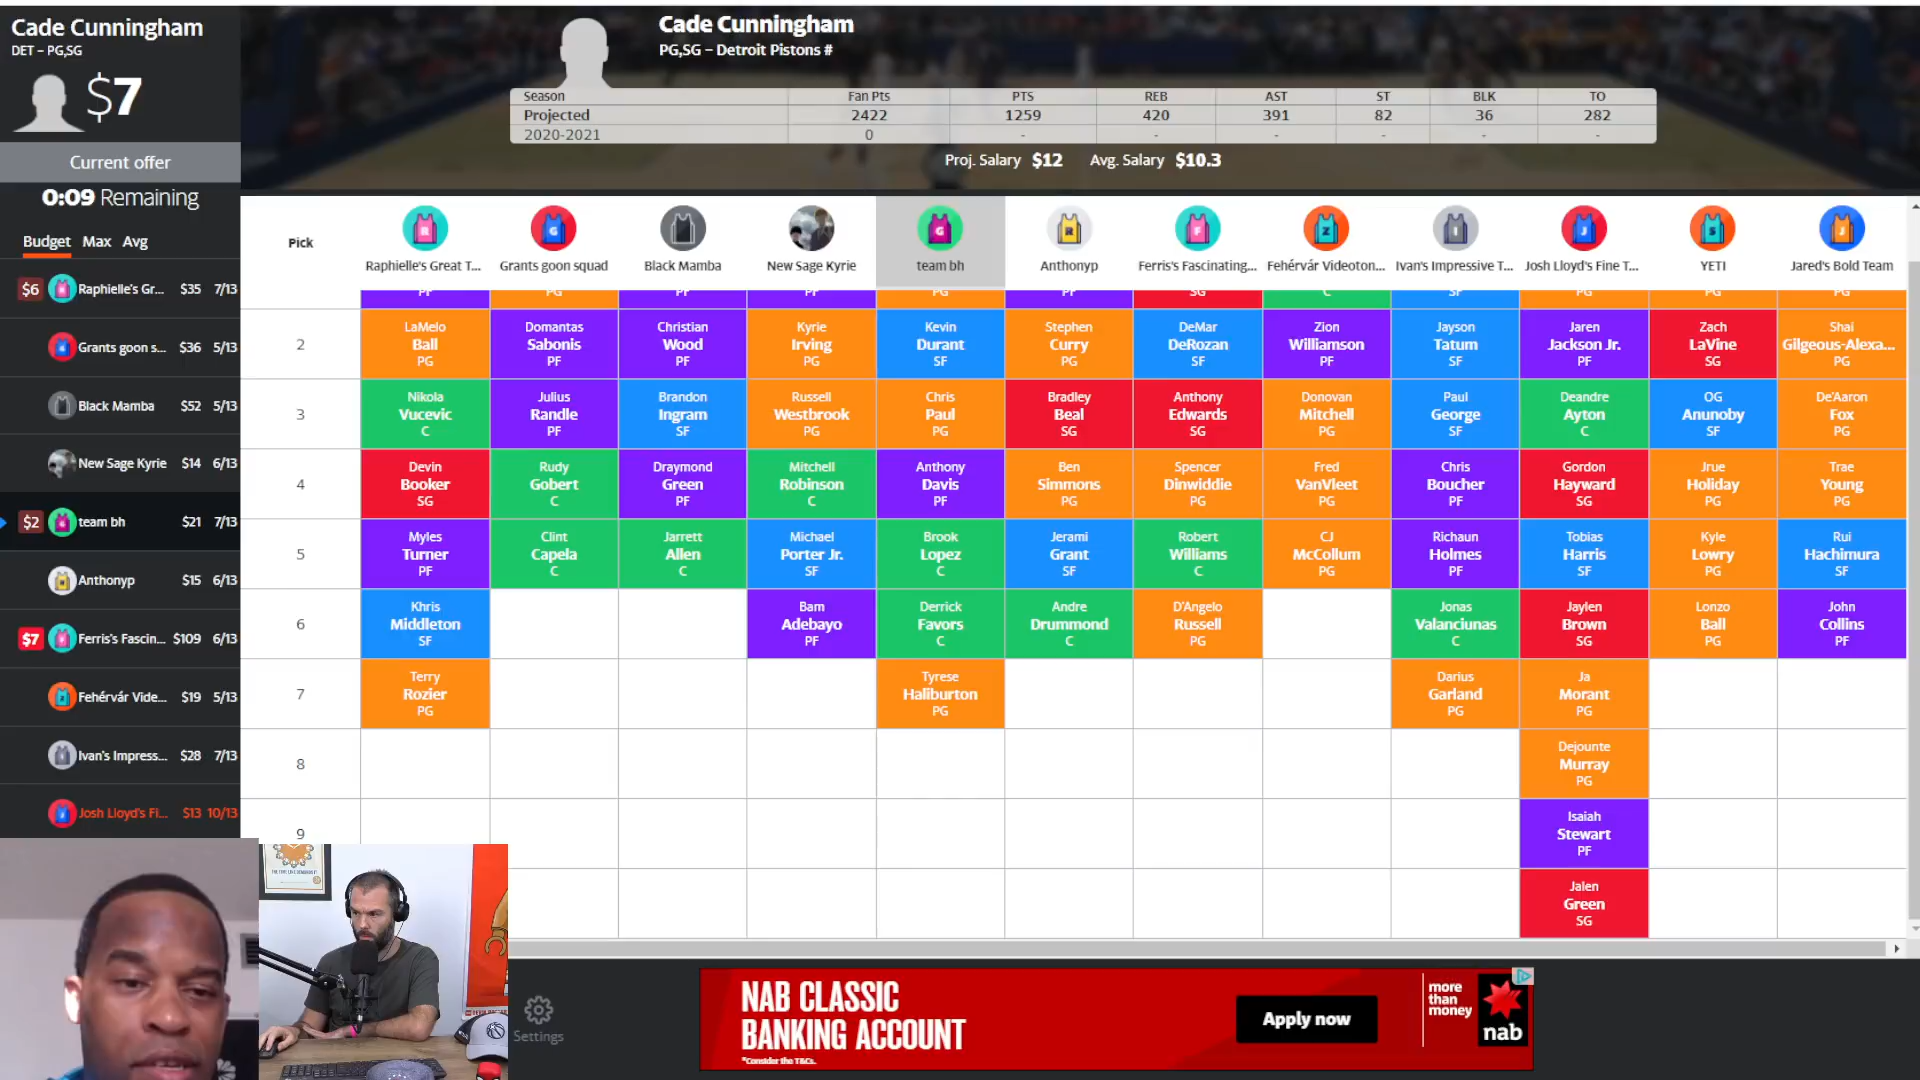 Cade Cunningham
DET – PG,SG
$7
Current offer
0:09 Remaining
Budget Max Avg
$6 Raphielle's Gr... $35 7/13
Grants goon s... $36 5/13
Black Mamba $52 5/13
New Sage Kyrie $14 6/13
$2 team bh $21 7/13
Anthonyp $15 6/13
$7 Ferris's Fascin... $109 6/13
Fehérvár Vide... $19 5/13
Ivan's Impress... $28 7/13
Josh Lloyd's Fi... $13 10/13
Cade Cunningham
PG,SG – Detroit Pistons #
Season Fan Pts PTS REB AST ST BLK TO
Projected 2422 1259 420 391 82 36 282
2020-2021 0 - - - - - -
Proj. Salary $12 Avg. Salary $10.3
Pick Raphielle's Great T... Grants goon squad Black Mamba New Sage Kyrie team bh Anthonyp Ferris's Fascinating... Fehérvár Videoton... Ivan's Impressive T... Josh Lloyd's Fine T... YETI Jared's Bold Team
PF PG PF PF PG PF SG C SF PG PG PG
LaMelo Domantas Christian Kyrie Kevin Stephen DeMar Zion Jayson Jaren Zach Shai
2 Ball Sabonis Wood Irving Durant Curry DeRozan Williamson Tatum Jackson Jr. LaVine Gilgeous-Alexa...
PG PF PF PG SF PG SF PF SF PF SG PG
Nikola Julius Brandon Russell Chris Bradley Anthony Donovan Paul Deandre OG De'Aaron
3 Vucevic Randle Ingram Westbrook Paul Beal Edwards Mitchell George Ayton Anunoby Fox
C PF SF PG PG SG SG PG SF C SF PG
Devin Rudy Draymond Mitchell Anthony Ben Spencer Fred Chris Gordon Jrue Trae
4 Booker Gobert Green Robinson Davis Simmons Dinwiddie VanVleet Boucher Hayward Holiday Young
SG C PF C PF PG PG PG PF SG PG PG
Myles Clint Jarrett Michael Brook Jerami Robert CJ Richaun Tobias Kyle Rui
5 Turner Capela Allen Porter Jr. Lopez Grant Williams McCollum Holmes Harris Lowry Hachimura
PF C C SF C SF C PG PF SF PG SF
Khris Bam Derrick Andre D'Angelo Jonas Jaylen Lonzo John
6 Middleton Adebayo Favors Drummond Russell Valanciunas Brown Ball Collins
SF PF C C PG C SG PG PF
Terry Tyrese Darius Ja
7 Rozier Haliburton Garland Morant
PG PG PG PG
Dejounte
8 Murray
PG
Isaiah
9 Stewart
PF
Jalen
Green
SG
Settings
NAB CLASSIC
BANKING ACCOUNT
*Consider the T&Cs.
Apply now
more
than
money
nab